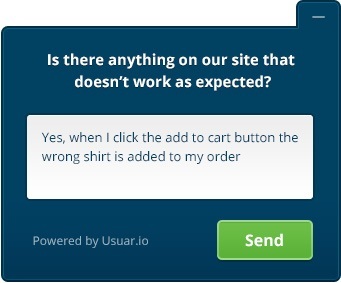 Is there anything on our site that
doesn’t work as expected?
Yes, when I click the add to cart button the
wrong shirt is added to my order
Powered by Usuar.io
Send